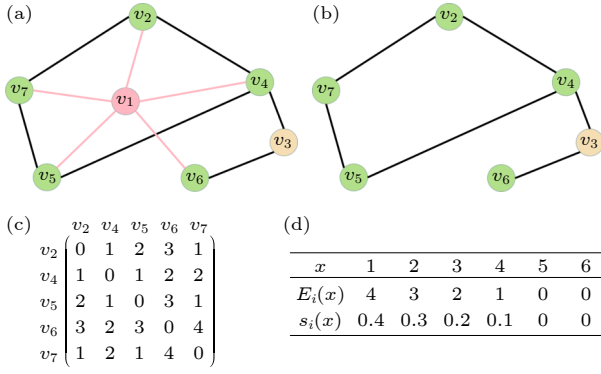 (a)
v₂
v₇
v₁
v₄
v₃
v₅
v₆
(b)
v₂
v₇
v₄
v₃
v₅
v₆
(c)
v₂ v₄ v₅ v₆ v₇
v₂ 0 1 2 3 1
v₄ 1 0 1 2 2
v₅ 2 1 0 3 1
v₆ 3 2 3 0 4
v₇ 1 2 1 4 0
(d)
x 1 2 3 4 5 6
Eᵢ(x) 4 3 2 1 0 0
sᵢ(x) 0.4 0.3 0.2 0.1 0 0